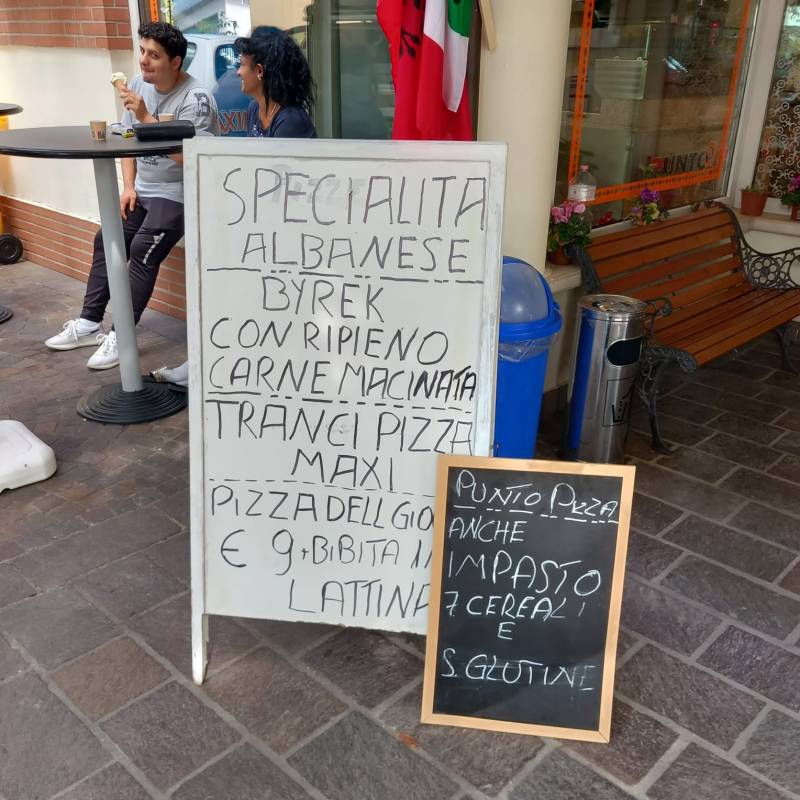 SPECIALITA
ALBANESE
BYREK
CON RIPIENO
CARNE MACINATA
TRANCI PIZZA
MAXI
PIZZA DELL GIO
€ 9+BIBITA
LATTINA
PUNTO PIZZA
ANCHE
IMPASTO
7 CEREALI
E
S. GLUTINE
PUNTO